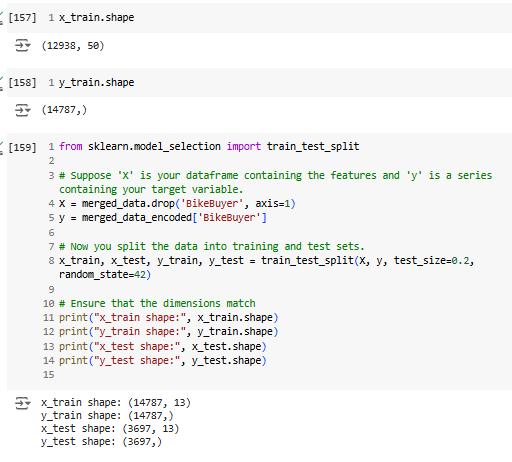 [157] 1 x_train.shape
(12938, 50)
[158] 1 y_train.shape
(14787,)
[159] 1 from sklearn.model_selection import train_test_split
2
3 # Suppose 'X' is your dataframe containing the features and 'y' is a series
containing your target variable.
4 X = merged_data.drop('BikeBuyer', axis=1)
5 y = merged_data_encoded['BikeBuyer']
6
7 # Now you split the data into training and test sets.
8 x_train, x_test, y_train, y_test = train_test_split(X, y, test_size=0.2,
random_state=42)
9
10 # Ensure that the dimensions match
11 print("x_train shape:", x_train.shape)
12 print("y_train shape:", y_train.shape)
13 print("x_test shape:", x_test.shape)
14 print("y_test shape:", y_test.shape)
15
x_train shape: (14787, 13)
y_train shape: (14787,)
x_test shape: (3697, 13)
y_test shape: (3697,)